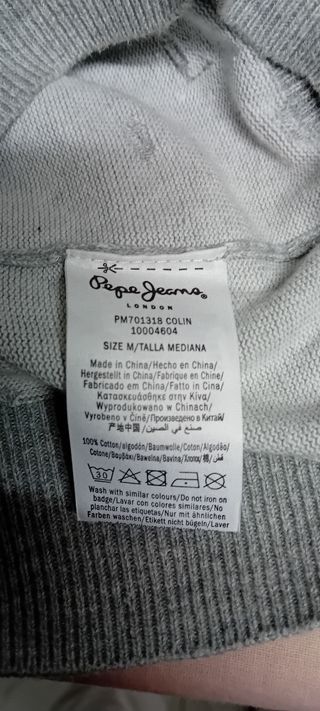 Pepe Jeans
LONDON
PM701318 COLIN
10004604
SIZE M/TALLA MEDIANA
Made in China/Hecho en China/
Hergestellt in China/Fabrique en Chine/
Fabricado em China/Fatto in Cina/
Κατασκευάσθηκε στην Κίνα/
Wyprodukowano w Chinach/
Vyrobeno v Číně/Произведено в Китай/
产地中国/صنع في الصين
100% Cotton/algodón/Baumwolle/Coton/Algodão/
Cotone/Βαμβάκι/Bawełna/Bavlna/Хлопок/棉/قطن
30
Wash with similar colours/Do not iron on
badge/Lavar con colores similares/No
planchar las etiquetas/Nur mit ähnlichen
Farben waschen/Etikett nicht bügeln/Laver